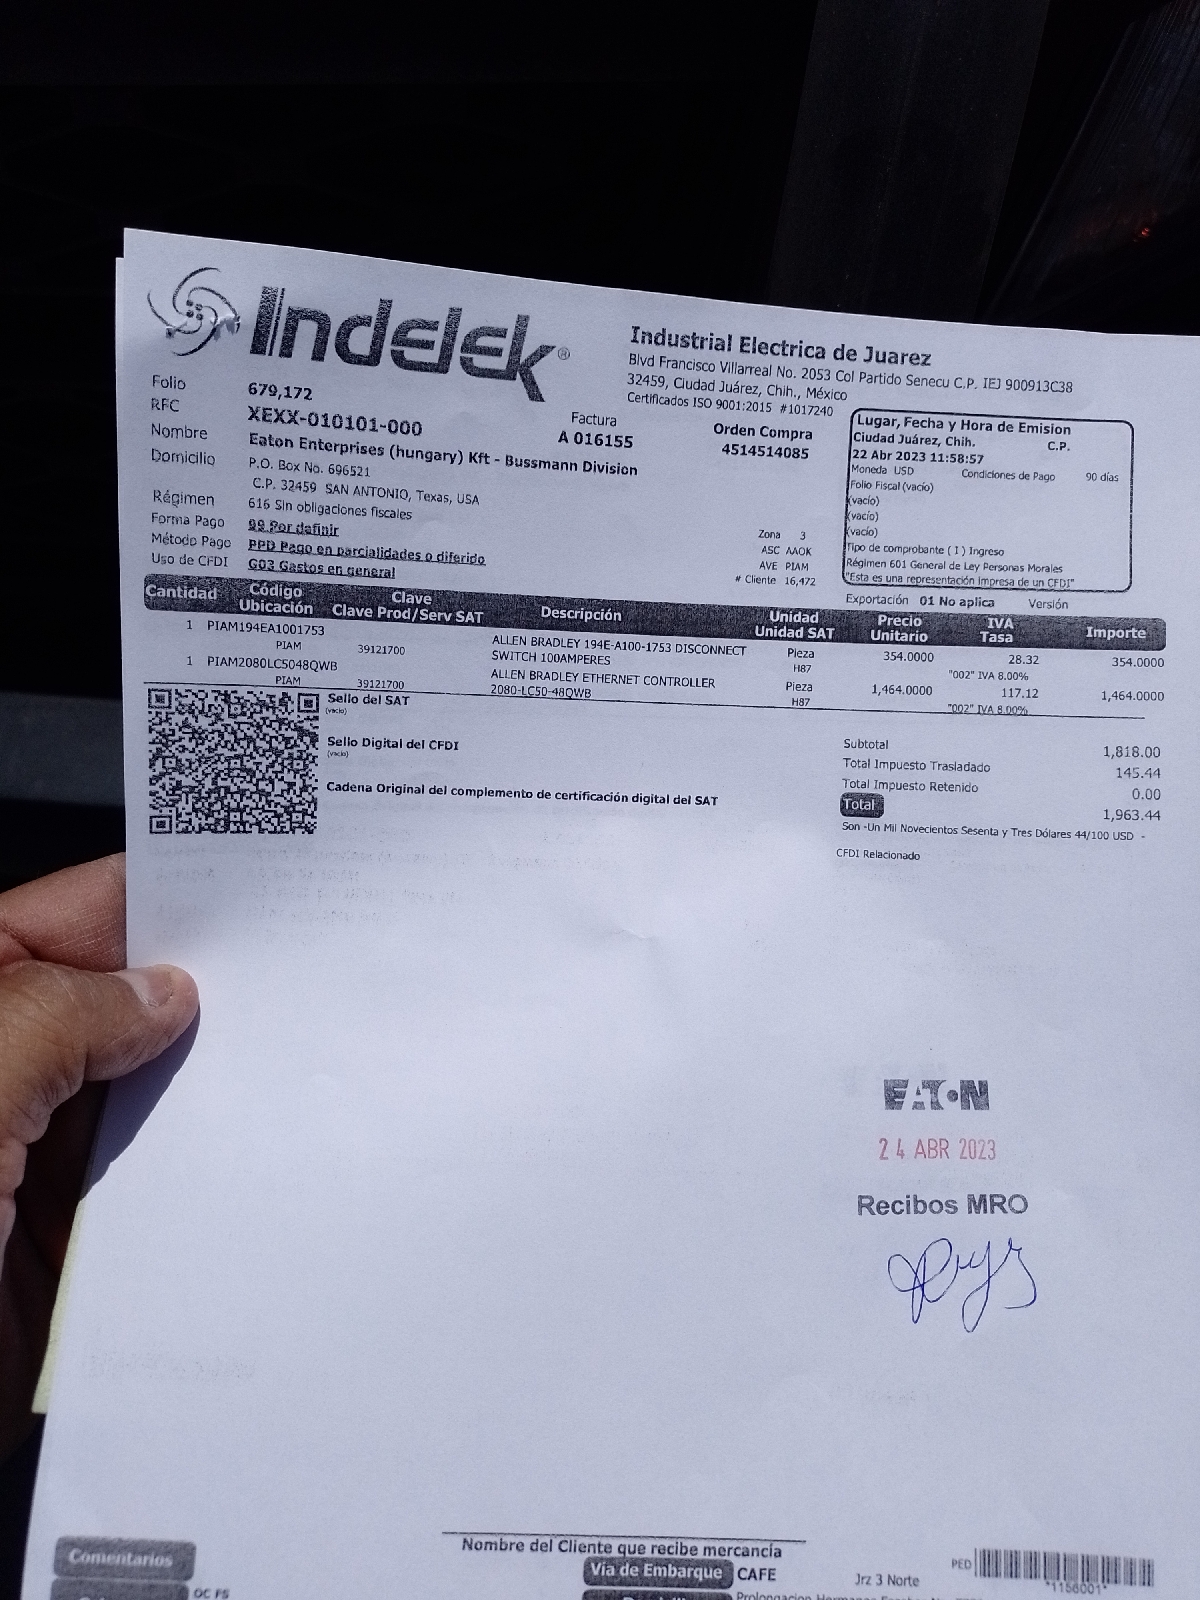 Indelek®
Industrial Electrica de Juarez
Blvd Francisco Villarreal No. 2053 Col Partido Senecu C.P. IEJ 900913C38
32459, Ciudad Juárez, Chih., México
Certificados ISO 9001:2015 #1017240
Folio 679,172
RFC XEXX-010101-000
Nombre Eaton Enterprises (hungary) Kft - Bussmann Division
Domicilio P.O. Box No. 696521
C.P. 32459 SAN ANTONIO, Texas, USA
Régimen 616 Sin obligaciones fiscales
Forma Pago 99 Por definir
Método Pago PPD Pago en parcialidades o diferido
Uso de CFDI G03 Gastos en general
Factura
A 016155
Orden Compra
4514514085
Zona 3
ASC AAOK
AVE PIAM
# Cliente 16,472
Lugar, Fecha y Hora de Emision
Ciudad Juárez, Chih. C.P.
22 Abr 2023 11:58:57
Moneda USD Condiciones de Pago 90 días
Folio Fiscal (vacío)
(vacío)
(vacío)
(vacío)
Tipo de comprobante ( I ) Ingreso
Régimen 601 General de Ley Personas Morales
"Esta es una representación impresa de un CFDI"
Exportación 01 No aplica Versión
Cantidad Código Ubicación Clave Clave Prod/Serv SAT Descripción Unidad Unidad SAT Precio Unitario IVA Tasa Importe
1 PIAM194EA1001753 ALLEN BRADLEY 194E-A100-1753 DISCONNECT Pieza 354.0000 28.32 354.0000
PIAM 39121700 SWITCH 100AMPERES H87 "002" IVA 8.00%
1 PIAM2080LC5048QWB ALLEN BRADLEY ETHERNET CONTROLLER Pieza 1,464.0000 117.12 1,464.0000
PIAM 39121700 2080-LC50-48QWB H87 "002" IVA 8.00%
Sello del SAT
(vacío)
Sello Digital del CFDI
(vacío)
Cadena Original del complemento de certificación digital del SAT
Subtotal 1,818.00
Total Impuesto Trasladado 145.44
Total Impuesto Retenido 0.00
Total 1,963.44
Son -Un Mil Novecientos Sesenta y Tres Dólares 44/100 USD -
CFDI Relacionado
EATON
24 ABR 2023
Recibos MRO
Nombre del Cliente que recibe mercancía
Comentarios
Via de Embarque CAFE
Jrz 3 Norte
PED
*1156001*
OC PS